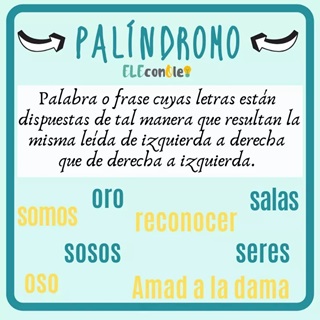 PALÍNDROMO
ELEconCle
Palabra o frase cuyas letras están
dispuestas de tal manera que resultan la
misma leída de izquierda a derecha
que de derecha a izquierda.
oro
salas
somos
reconocer
sosos
seres
oso
Amad a la dama